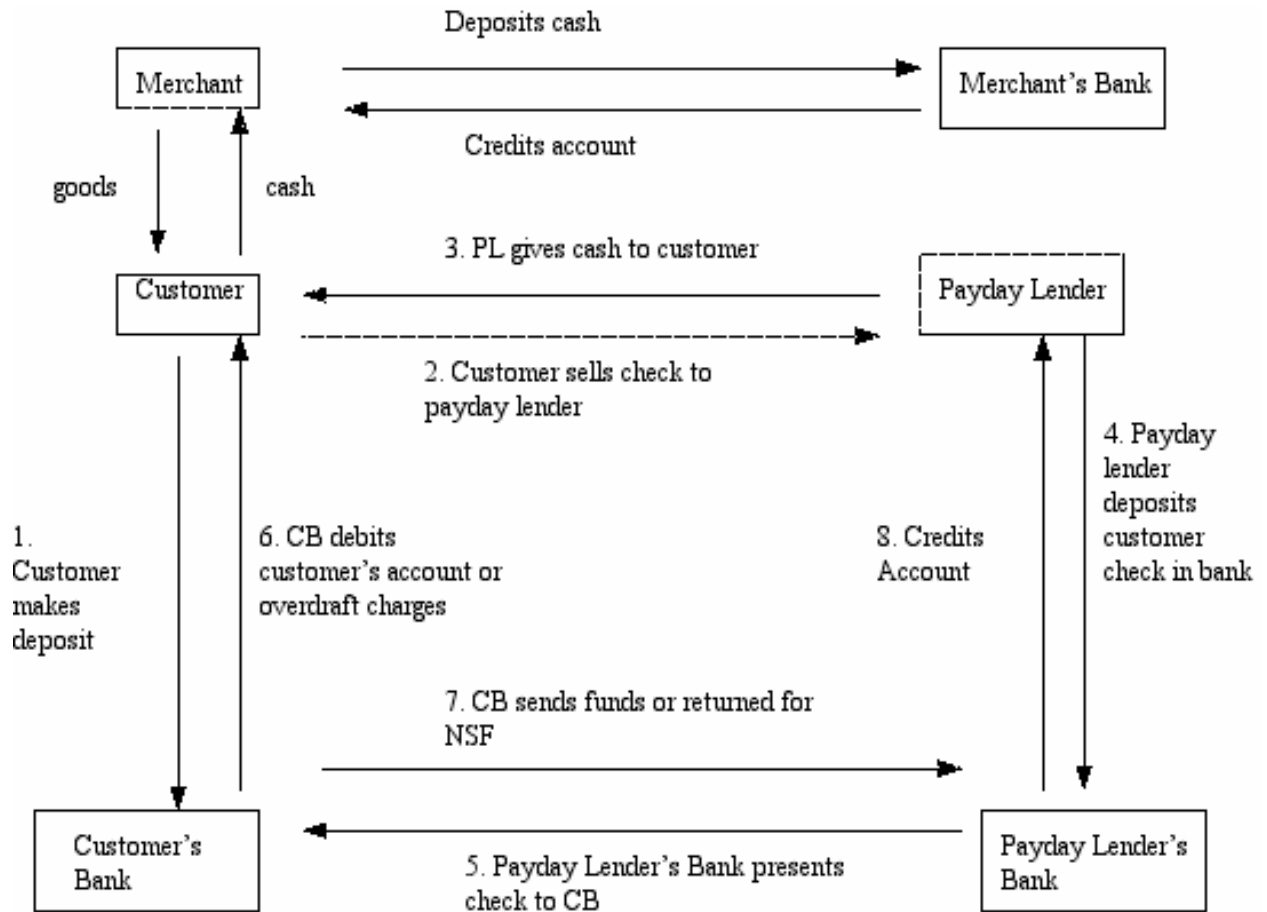 Deposits cash
Merchant
Merchant's Bank
Credits account
goods
cash
3. PL gives cash to customer
Customer
Payday Lender
2. Customer sells check to
payday lender
4. Payday
lender
deposits
customer
check in bank
1.
Customer
makes
deposit
6. CB debits
customer's account or
overdraft charges
8. Credits
Account
7. CB sends funds or returned for
NSF
Customer's
Bank
5. Payday Lender's Bank presents
check to CB
Payday Lender's
Bank